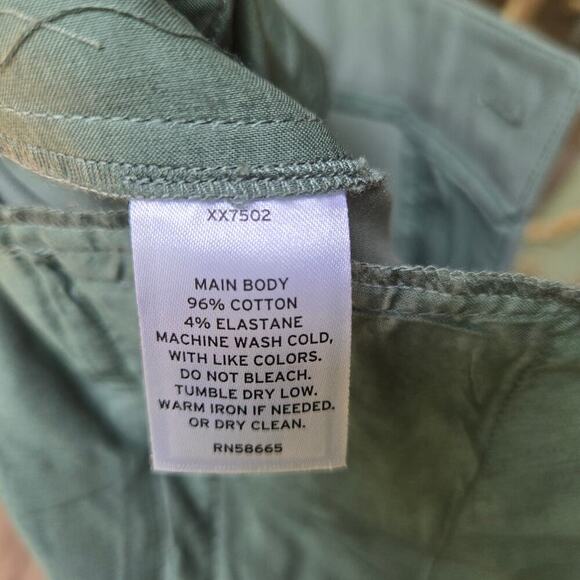 XX7502
MAIN BODY
96% COTTON
4% ELASTANE
MACHINE WASH COLD,
WITH LIKE COLORS.
DO NOT BLEACH.
TUMBLE DRY LOW.
WARM IRON IF NEEDED.
OR DRY CLEAN.
RN58665